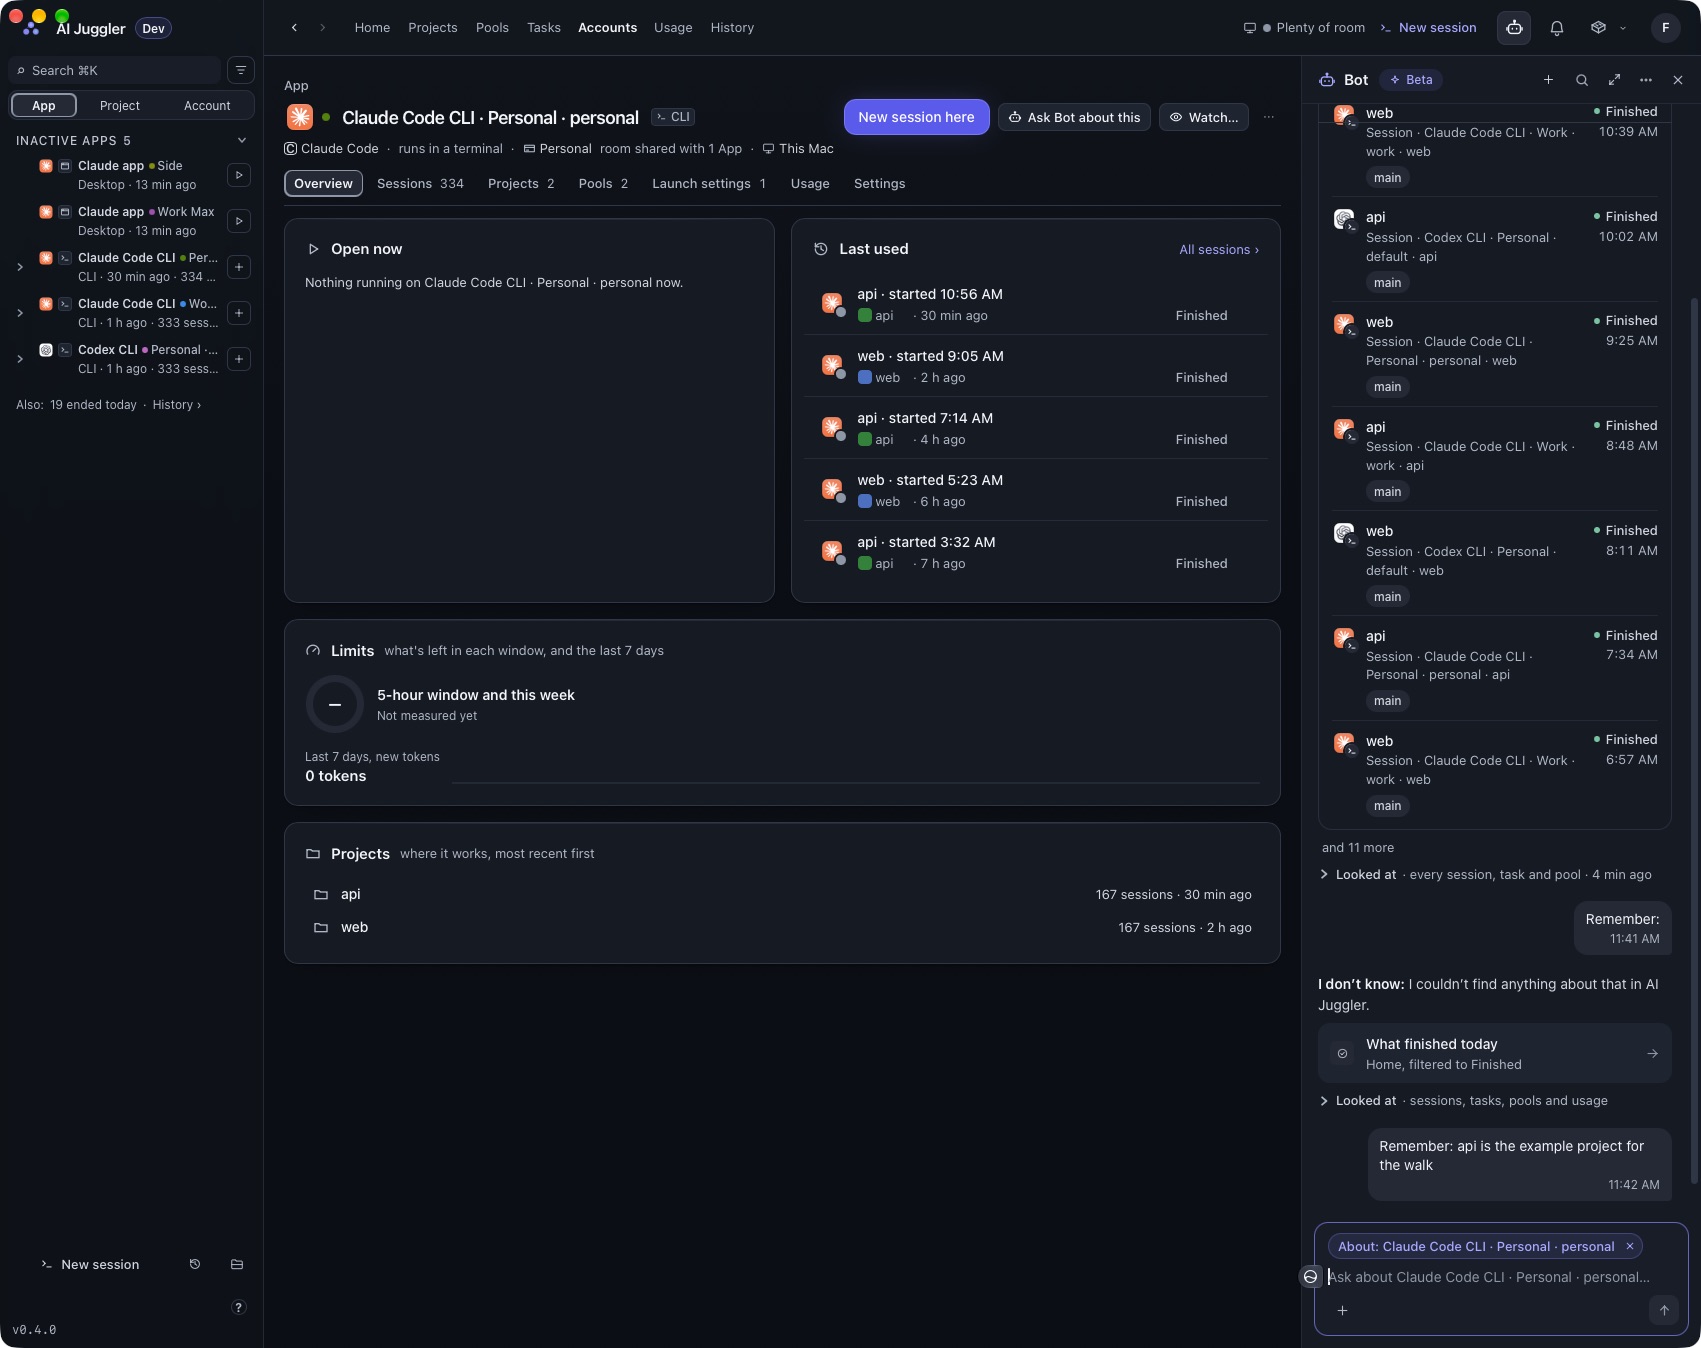 AI Juggler Dev
Search ⌘K
App Project Account
INACTIVE APPS 5
Claude app Side
Desktop · 13 min ago
Claude app Work Max
Desktop · 13 min ago
Claude Code CLI Per...
CLI · 30 min ago · 334 ...
Claude Code CLI Wo...
CLI · 1 h ago · 333 sess...
Codex CLI Personal ·...
CLI · 1 h ago · 333 sess...
Also: 19 ended today · History ›
New session
?
v0.4.0
Home Projects Pools Tasks Accounts Usage History
Plenty of room New session F
App
Claude Code CLI · Personal · personal CLI
New session here Ask Bot about this Watch... ...
Claude Code · runs in a terminal · Personal room shared with 1 App · This Mac
Overview Sessions 334 Projects 2 Pools 2 Launch settings 1 Usage Settings
Open now
Nothing running on Claude Code CLI · Personal · personal now.
Last used All sessions ›
api · started 10:56 AM
api · 30 min ago Finished
web · started 9:05 AM
web · 2 h ago Finished
api · started 7:14 AM
api · 4 h ago Finished
web · started 5:23 AM
web · 6 h ago Finished
api · started 3:32 AM
api · 7 h ago Finished
Limits what's left in each window, and the last 7 days
5-hour window and this week
Not measured yet
Last 7 days, new tokens
0 tokens
Projects where it works, most recent first
api 167 sessions · 30 min ago
web 167 sessions · 2 h ago
Bot Beta
web Finished
Session · Claude Code CLI · Work · 10:39 AM
work · web
main
api Finished
Session · Codex CLI · Personal · 10:02 AM
default · api
main
web Finished
Session · Claude Code CLI · 9:25 AM
Personal · personal · web
main
api Finished
Session · Claude Code CLI · Work · 8:48 AM
work · api
main
web Finished
Session · Codex CLI · Personal · 8:11 AM
default · web
main
api Finished
Session · Claude Code CLI · 7:34 AM
Personal · personal · api
main
web Finished
Session · Claude Code CLI · Work · 6:57 AM
work · web
main
and 11 more
Looked at · every session, task and pool · 4 min ago
Remember:
11:41 AM
I don’t know: I couldn’t find anything about that in AI
Juggler.
What finished today
Home, filtered to Finished
Looked at · sessions, tasks, pools and usage
Remember: api is the example project for
the walk
11:42 AM
About: Claude Code CLI · Personal · personal ×
Ask about Claude Code CLI · Personal · personal...